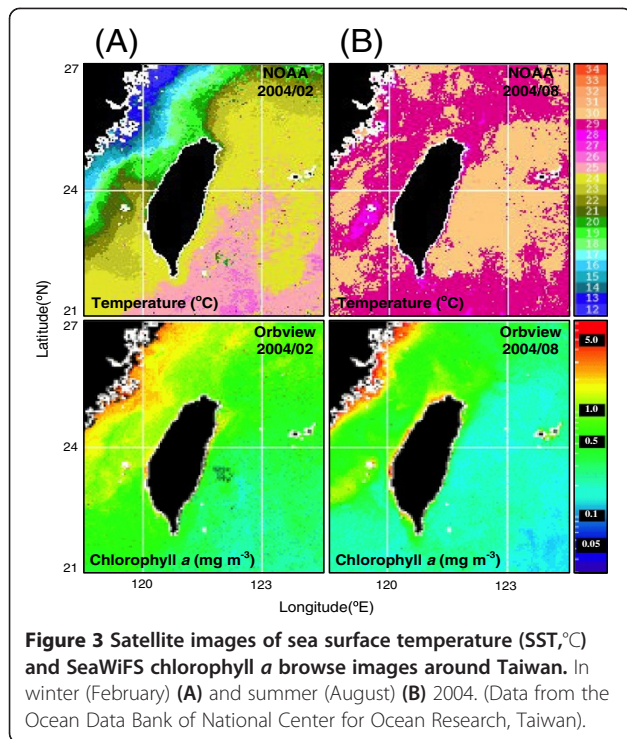 (A)
(B)
27
NOAA
2004/02
NOAA
2004/08
24
Temperature (°C)
Temperature (°C)
21
34
33
32
31
30
29
28
27
26
25
24
23
22
21
20
19
18
17
16
15
14
13
12
Latitude(°N)
27
Orbview
2004/02
Orbview
2004/08
24
Chlorophyll a (mg m-3)
Chlorophyll a (mg m-3)
21
5.0
1.0
0.5
0.1
0.05
120
123
120
123
Longitude(ºE)
Figure 3 Satellite images of sea surface temperature (SST,°C)
and SeaWiFS chlorophyll a browse images around Taiwan. In
winter (February) (A) and summer (August) (B) 2004. (Data from the
Ocean Data Bank of National Center for Ocean Research, Taiwan).